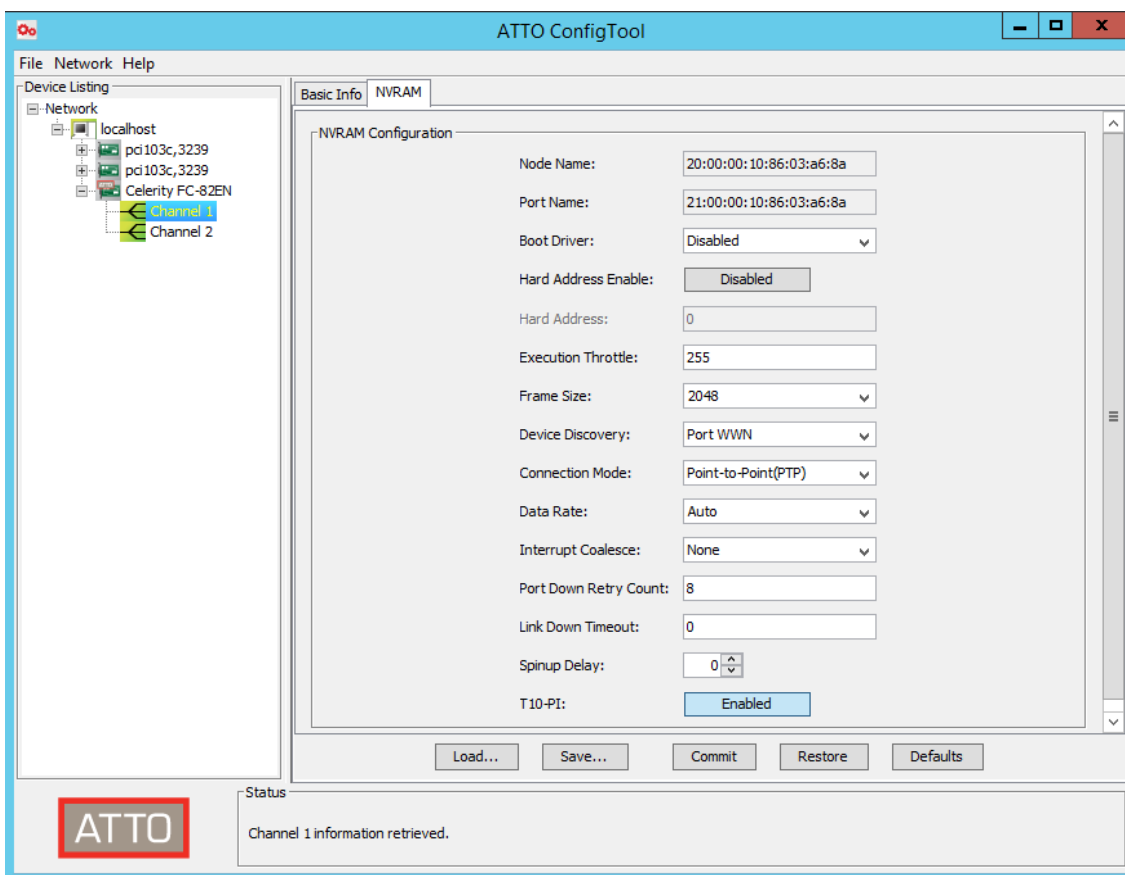 ATTO ConfigTool
File Network Help
Device Listing
Network
localhost
pci103c,3239
pci103c,3239
Celerity FC-82EN
Channel 1
Channel 2
Basic Info NVRAM
NVRAM Configuration
Node Name: 20:00:00:10:86:03:a6:8a
Port Name: 21:00:00:10:86:03:a6:8a
Boot Driver: Disabled
Hard Address Enable: Disabled
Hard Address: 0
Execution Throttle: 255
Frame Size: 2048
Device Discovery: Port WWN
Connection Mode: Point-to-Point(PTP)
Data Rate: Auto
Interrupt Coalesce: None
Port Down Retry Count: 8
Link Down Timeout: 0
Spinup Delay: 0
T10-PI: Enabled
Load... Save... Commit Restore Defaults
ATTO
Status
Channel 1 information retrieved.